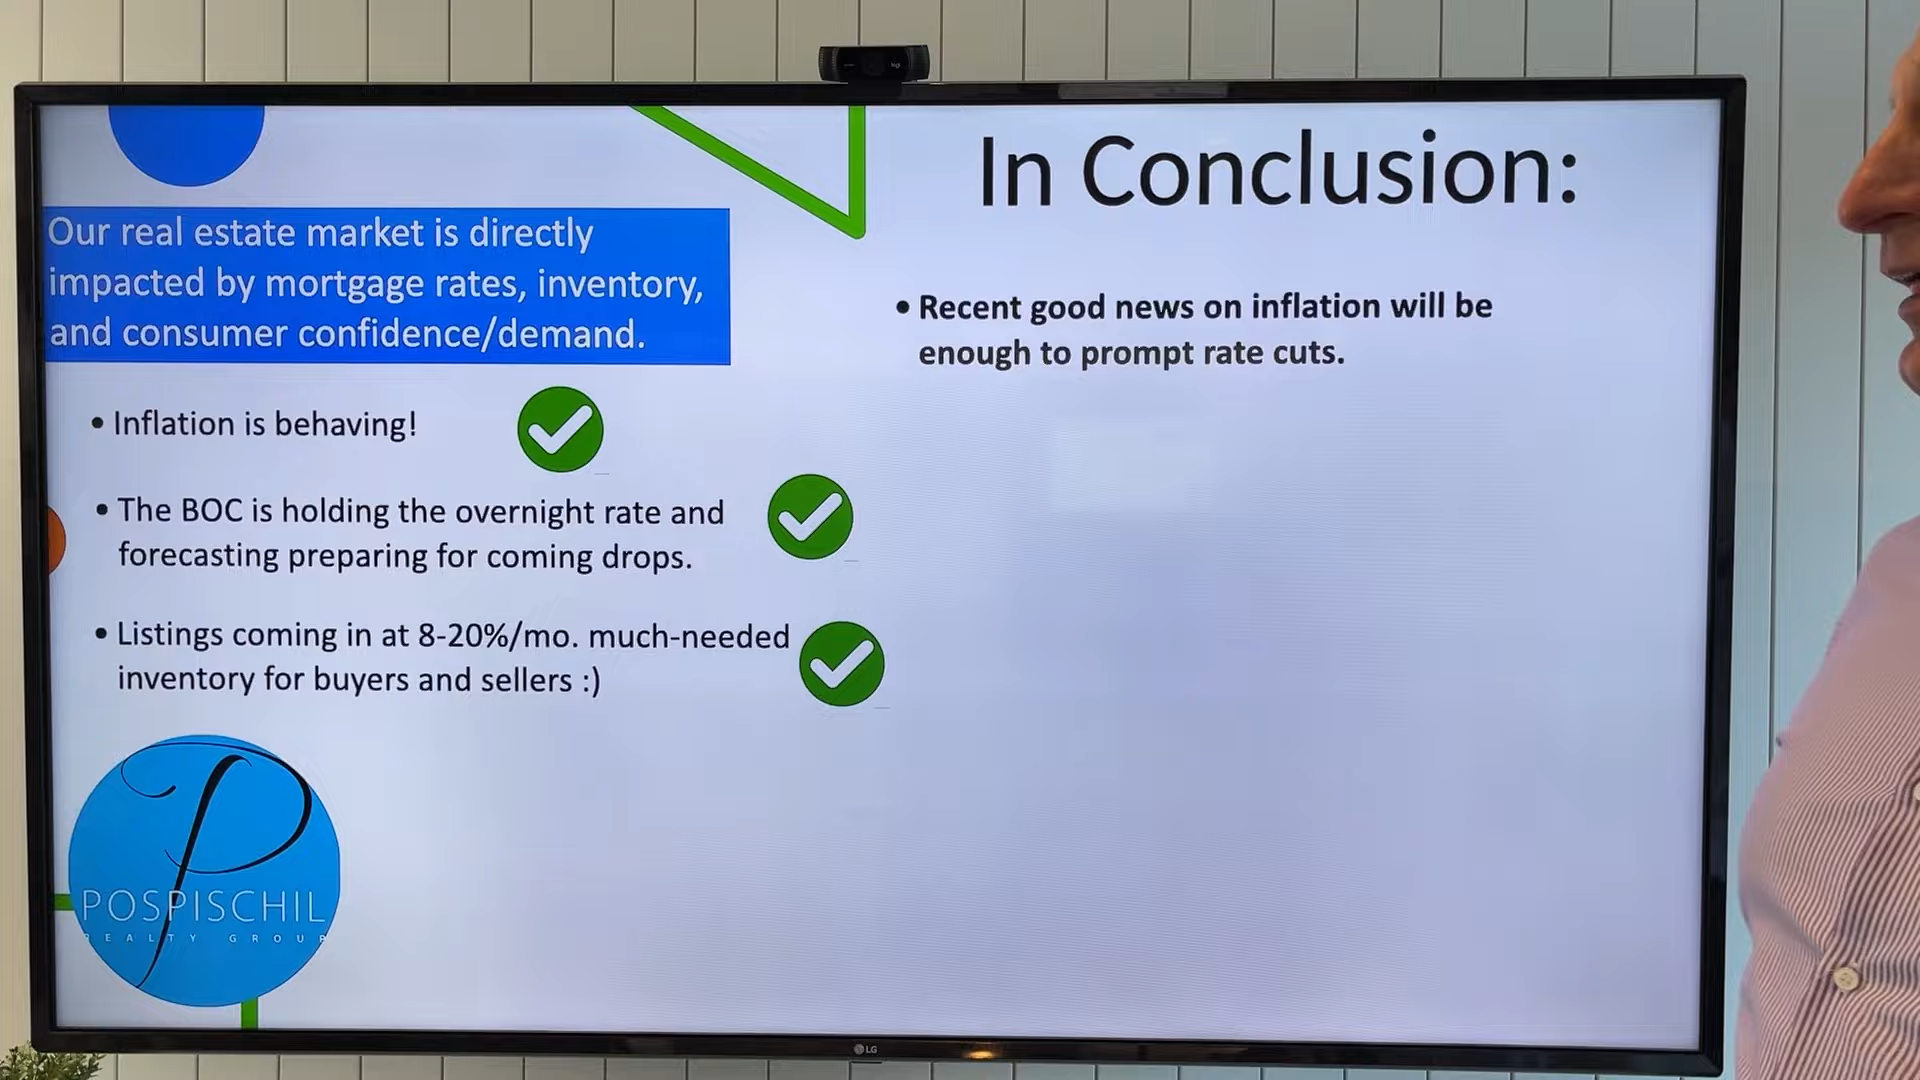 In Conclusion:
Our real estate market is directly
impacted by mortgage rates, inventory,
and consumer confidence/demand.
• Inflation is behaving!
• The BOC is holding the overnight rate and
forecasting preparing for coming drops.
• Listings coming in at 8-20%/mo. much-needed
inventory for buyers and sellers :)
• Recent good news on inflation will be
enough to prompt rate cuts.
P
POSPISCHIL
REALTY GROUP
LG
logi